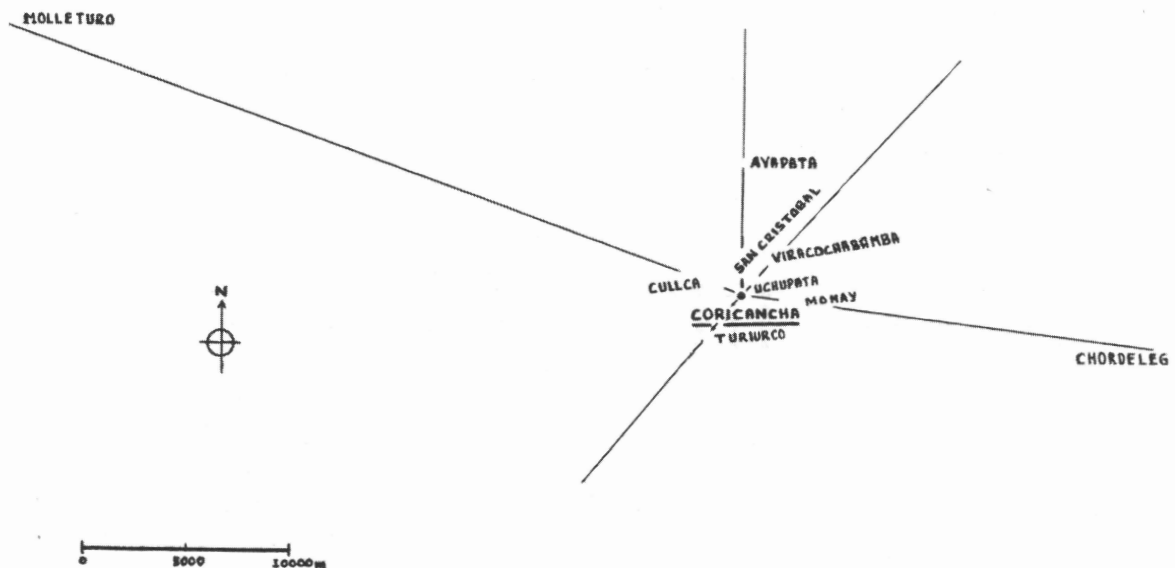 MOLLETURO
AYAPATA
SAN CRISTOBAL
VIRACOCHABAMBA
CULLCA
UCHUPATA
MONAY
CORICANCHA
TURIURCO
N
CHORDELEG
0 5000 10000m